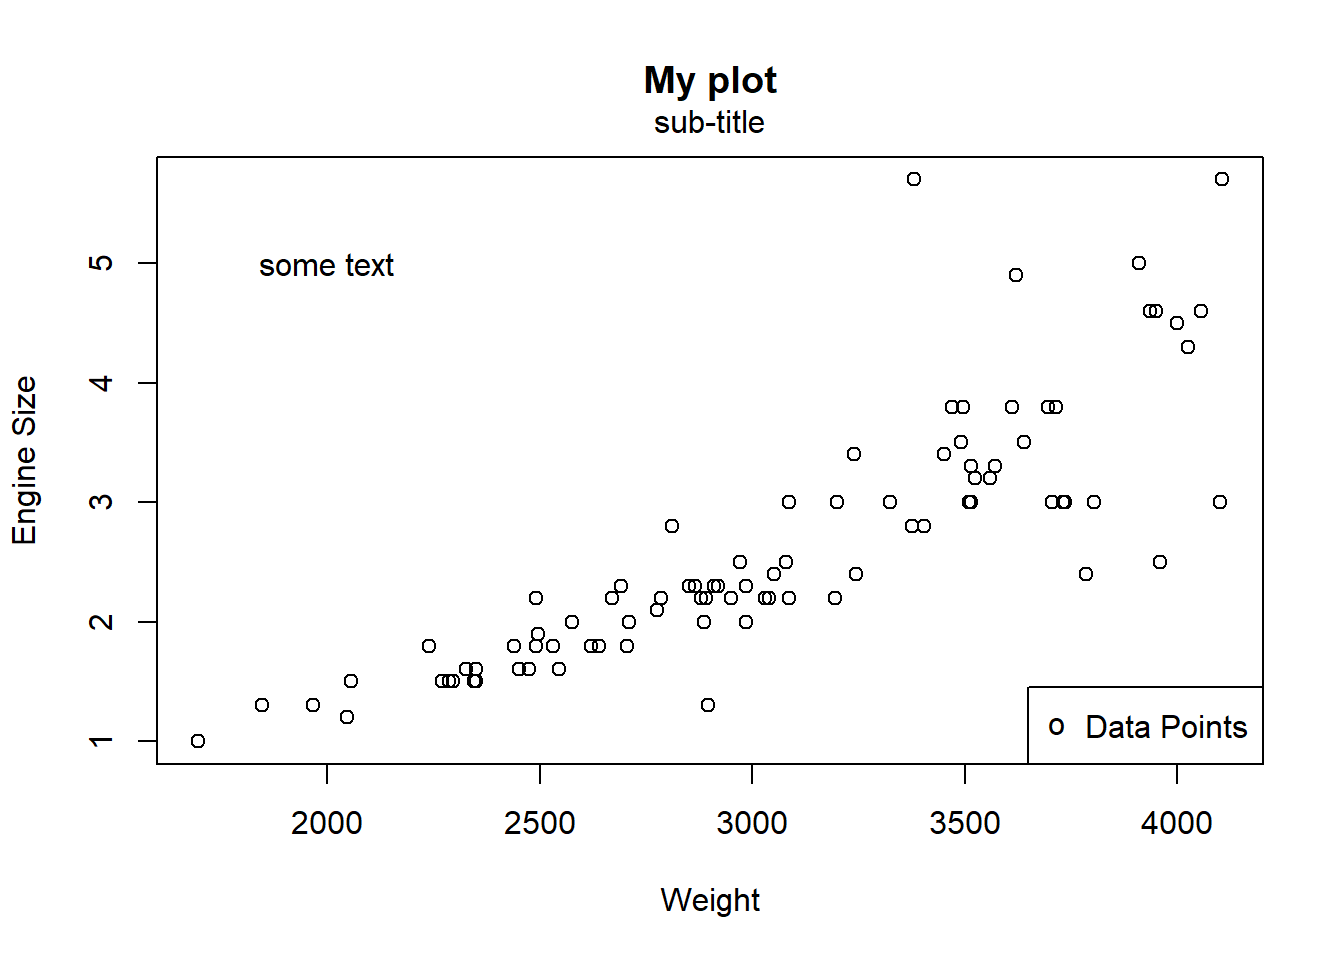 My plot
sub-title
some text
Engine Size
5
4
3
2
1
Data Points
2000 2500 3000 3500 4000
Weight